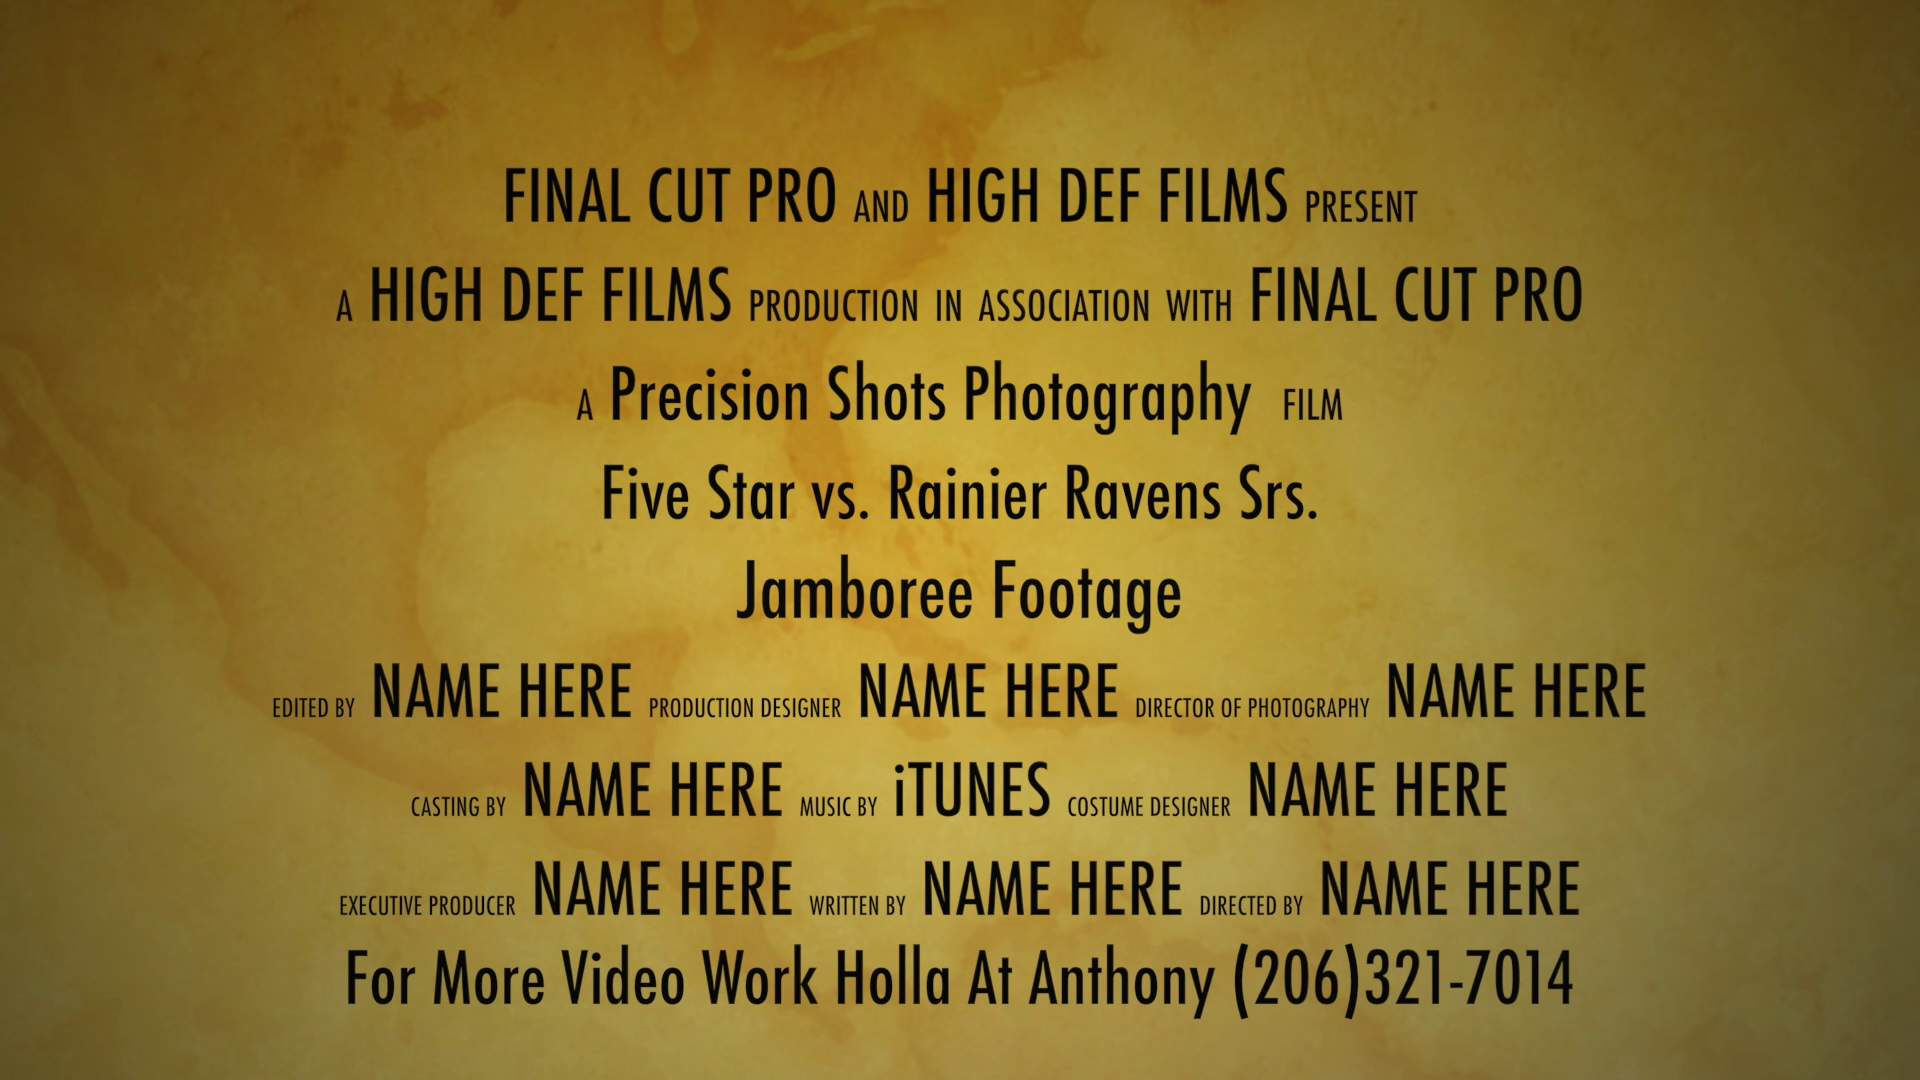 FINAL CUT PRO AND HIGH DEF FILMS PRESENT
A HIGH DEF FILMS PRODUCTION IN ASSOCIATION WITH FINAL CUT PRO
A Precision Shots Photography FILM
Five Star vs. Rainier Ravens Srs.
Jamboree Footage
EDITED BY NAME HERE PRODUCTION DESIGNER NAME HERE DIRECTOR OF PHOTOGRAPHY NAME HERE
CASTING BY NAME HERE MUSIC BY iTUNES COSTUME DESIGNER NAME HERE
EXECUTIVE PRODUCER NAME HERE WRITTEN BY NAME HERE DIRECTED BY NAME HERE
For More Video Work Holla At Anthony (206)321-7014